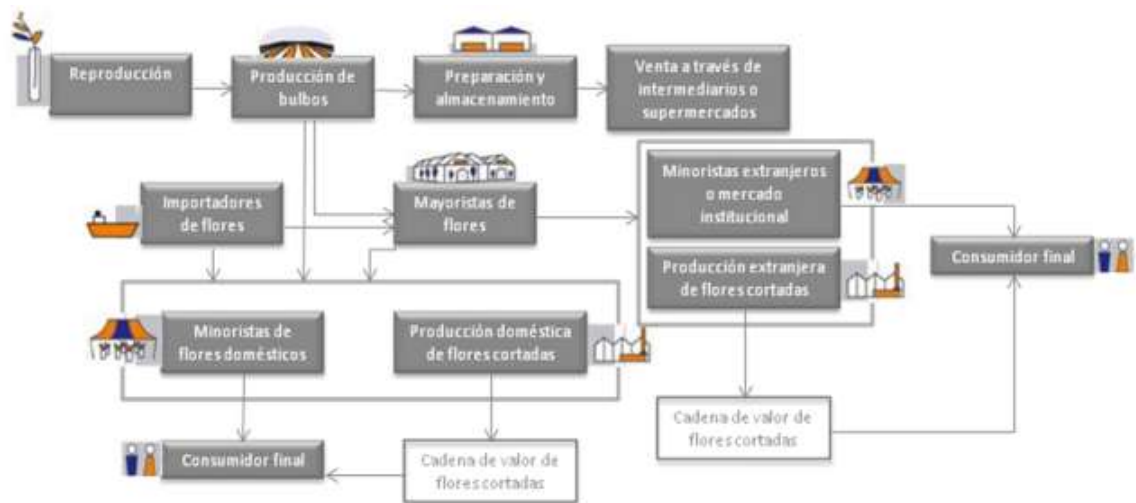 Reproducción
Producción de
bulbos
Preparación y
almacenamiento
Venta a través de
intermediarios o
supermercados
Importadores
de flores
Mayoristas de
flores
Minoristas extranjeros
o mercado
institucional
Producción extranjera
de flores cortadas
Consumidor final
Minoristas de
flores domésticos
Producción doméstica
de flores cortadas
Cadena de valor de
flores cortadas
Consumidor final
Cadena de valor de
flores cortadas